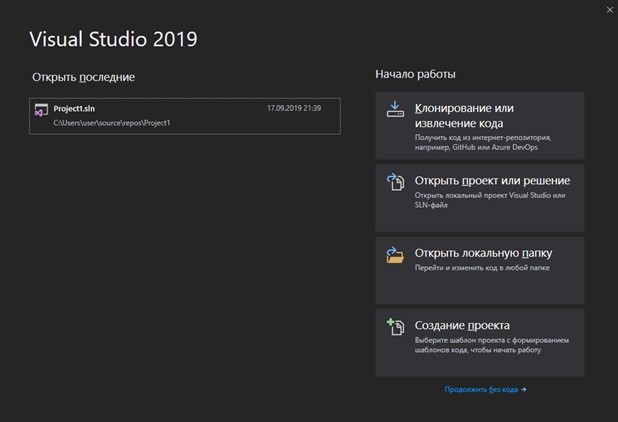 Visual Studio 2019
Открыть последние
Project1.sln 17.09.2019 21:39
C:\Users\user\source\repos\Project1
Начало работы
Клонирование или
извлечение кода
Получить код из интернет-репозитория,
например, GitHub или Azure DevOps
Открыть проект или решение
Открыть локальный проект Visual Studio или
SLN-файл
Открыть локальную папку
Перейти и изменить код в любой папке
Создание проекта
Выберите шаблон проекта с формированием
шаблонов кода, чтобы начать работу
Продолжить без кода →